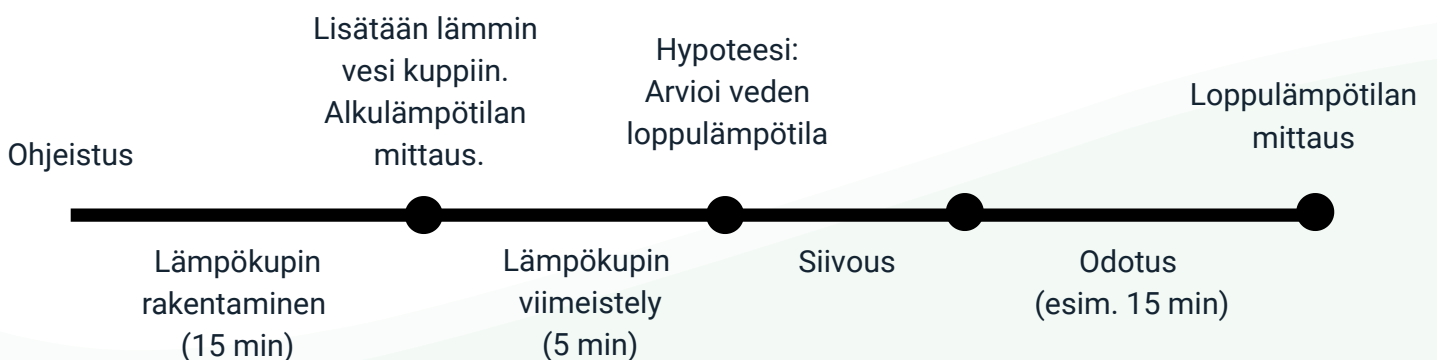 Ohjeistus
Lisätään lämmin
vesi kuppiin.
Alkulämpötilan
mittaus.
Hypoteesi:
Arvioi veden
loppulämpötila
Loppulämpötilan
mittaus
Lämpökupin
rakentaminen
(15 min)
Lämpökupin
viimeistely
(5 min)
Siivous
Odotus
(esim. 15 min)